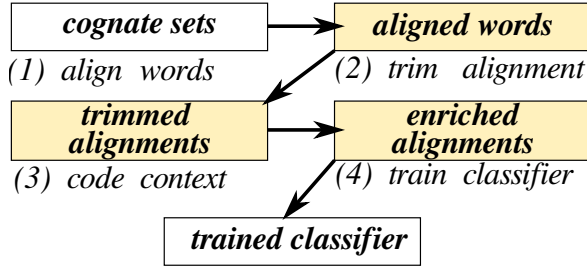 cognate sets
aligned words
(1) align words
(2) trim alignment
trimmed
alignments
enriched
alignments
(3) code context
(4) train classifier
trained classifier